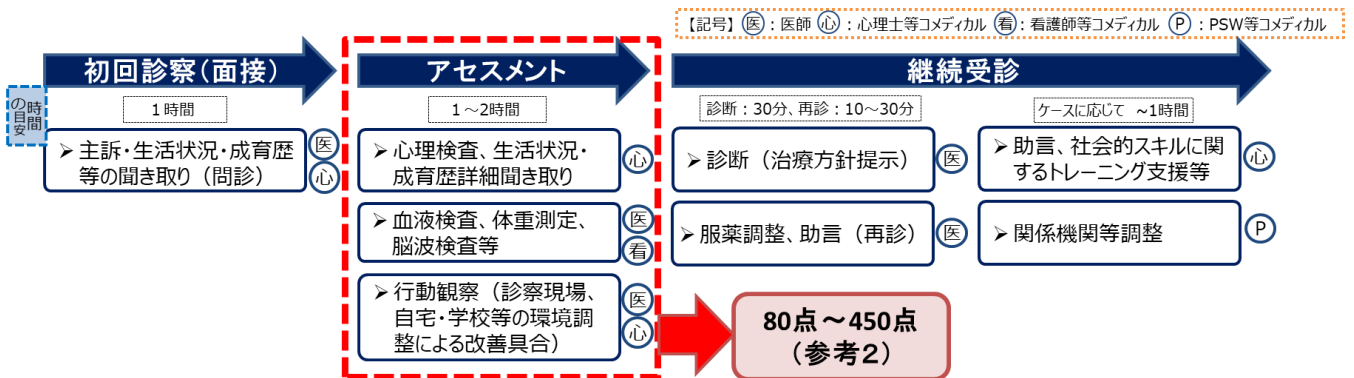 【記号】 医：医師 心：心理士等コメディカル 看：看護師等コメディカル P：PSW等コメディカル
初回診察（面接）
アセスメント
継続受診
時間
の目安
１時間
１～２時間
診断：30分、再診：10～30分
ケースに応じて ~1時間
➢ 主訴・生活状況・成育歴
等の聞き取り（問診）
医
心
➢ 心理検査、生活状況・
成育歴詳細聞き取り
心
➢ 血液検査、体重測定、
脳波検査等
医
看
➢ 行動観察（診察現場、
自宅・学校等の環境調
整による改善具合）
医
心
➢ 診断（治療方針提示）
医
➢ 服薬調整、助言（再診）
医
➢ 助言、社会的スキルに関
するトレーニング支援等
心
➢ 関係機関等調整
P
80点～450点
（参考２）